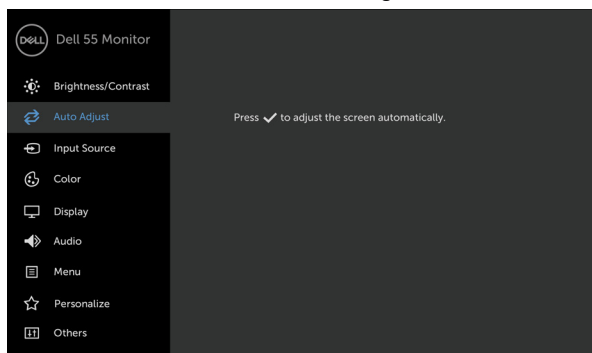 DELL
Dell 55 Monitor
Brightness/Contrast
Auto Adjust
Press ✓ to adjust the screen automatically.
Input Source
Color
Display
Audio
Menu
Personalize
Others